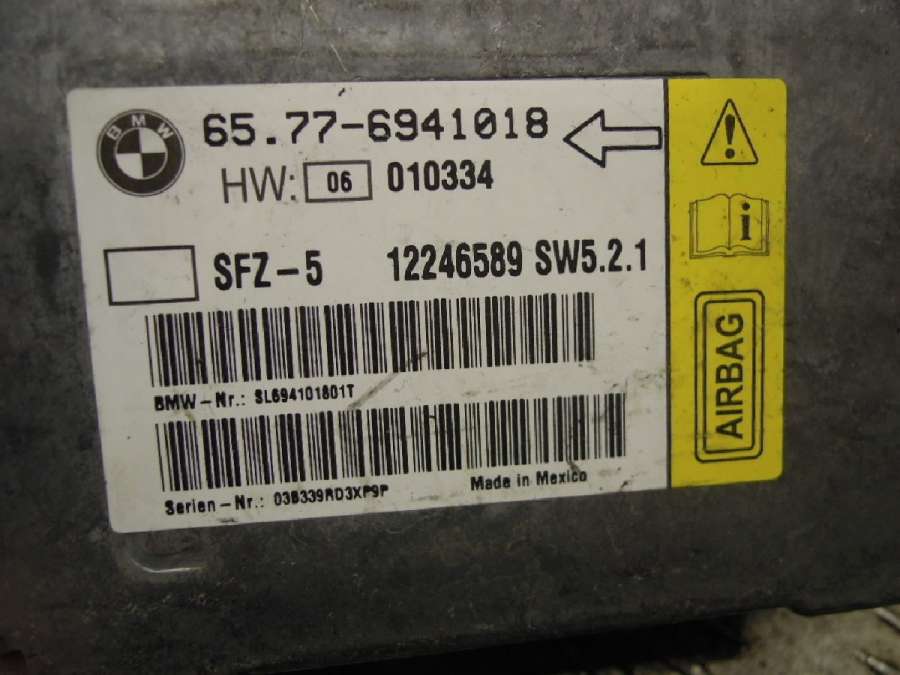 BMW
65.77-6941018
HW: 06 010334
SFZ-5 12246589 SW5.2.1
BMW-Nr.: SL694101801T
Serien-Nr.: 038339RD3XP9P
Made in Mexico
i
AIRBAG